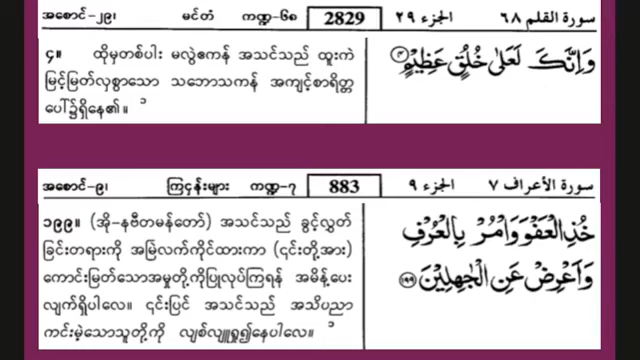 အစောင်-၂၉၊ မင်တံ ကဏ္ဍ-၆၈ 2829 الجزء ٢٩ سورة القلم ٦٨
၄။ ထိုမှတစ်ပါး မလွဲဧကန် အသင်သည် ထူးကဲ
မြင့်မြတ်လှစွာသော သဘောသကန် အကျင့်စာရိတ္တ
ပေါ်၌ရှိနေ၏။ ၁
وَإِنَّكَ لَعَلٰى خُلُقٍ عَظِيْمٍ ۴
အစောင်-၉၊ ကြငှန်းများ ကဏ္ဍ-၇ 883 الجزء ٩ سورة الأعراف ٧
၁၉၉။ (အို-နဗီတမန်တော်) အသင်သည် ခွင့်လွှတ်
ခြင်းတရားကို အမြဲလက်ကိုင်ထားကာ (၎င်းတို့အား)
ကောင်းမြတ်သောအမှုတို့ကိုပြုလုပ်ကြရန် အမိန့်ပေး
လျက်ရှိပါလေ။ ၎င်းပြင် အသင်သည် အသိပညာ
ကင်းမဲ့သောသူတို့ကို လျစ်လျူရှု၍နေပါလေ။ ၁
خُذِ الْعَفْوَ وَاْمُرْ بِالْعُرْفِ
وَاَعْرِضْ عَنِ الْجٰهِلِيْنَ ١٩٩